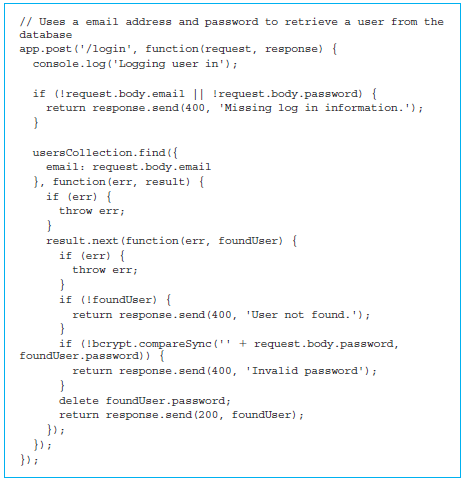 // Uses a email address and password to retrieve a user from the
database
app.post('/login', function(request, response) {
  console.log('Logging user in');

  if (!request.body.email || !request.body.password) {
    return response.send(400, 'Missing log in information.');
  }

  usersCollection.find({
    email: request.body.email
  }, function(err, result) {
    if (err) {
      throw err;
    }
    result.next(function(err, foundUser) {
      if (err) {
        throw err;
      }
      if (!foundUser) {
        return response.send(400, 'User not found.');
      }
      if (!bcrypt.compareSync('' + request.body.password,
foundUser.password)) {
        return response.send(400, 'Invalid password');
      }
      delete foundUser.password;
      return response.send(200, foundUser);
    });
  });
});